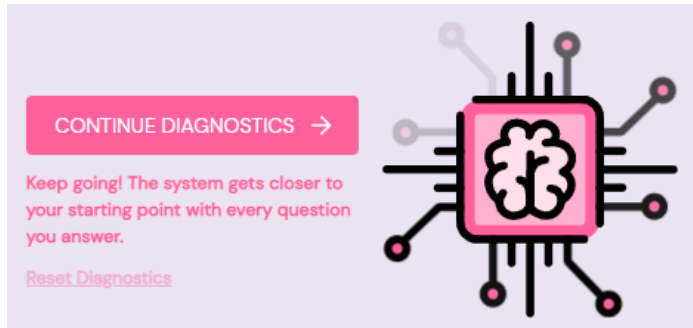 CONTINUE DIAGNOSTICS →
Keep going! The system gets closer to
your starting point with every question
you answer.
Reset Diagnostics